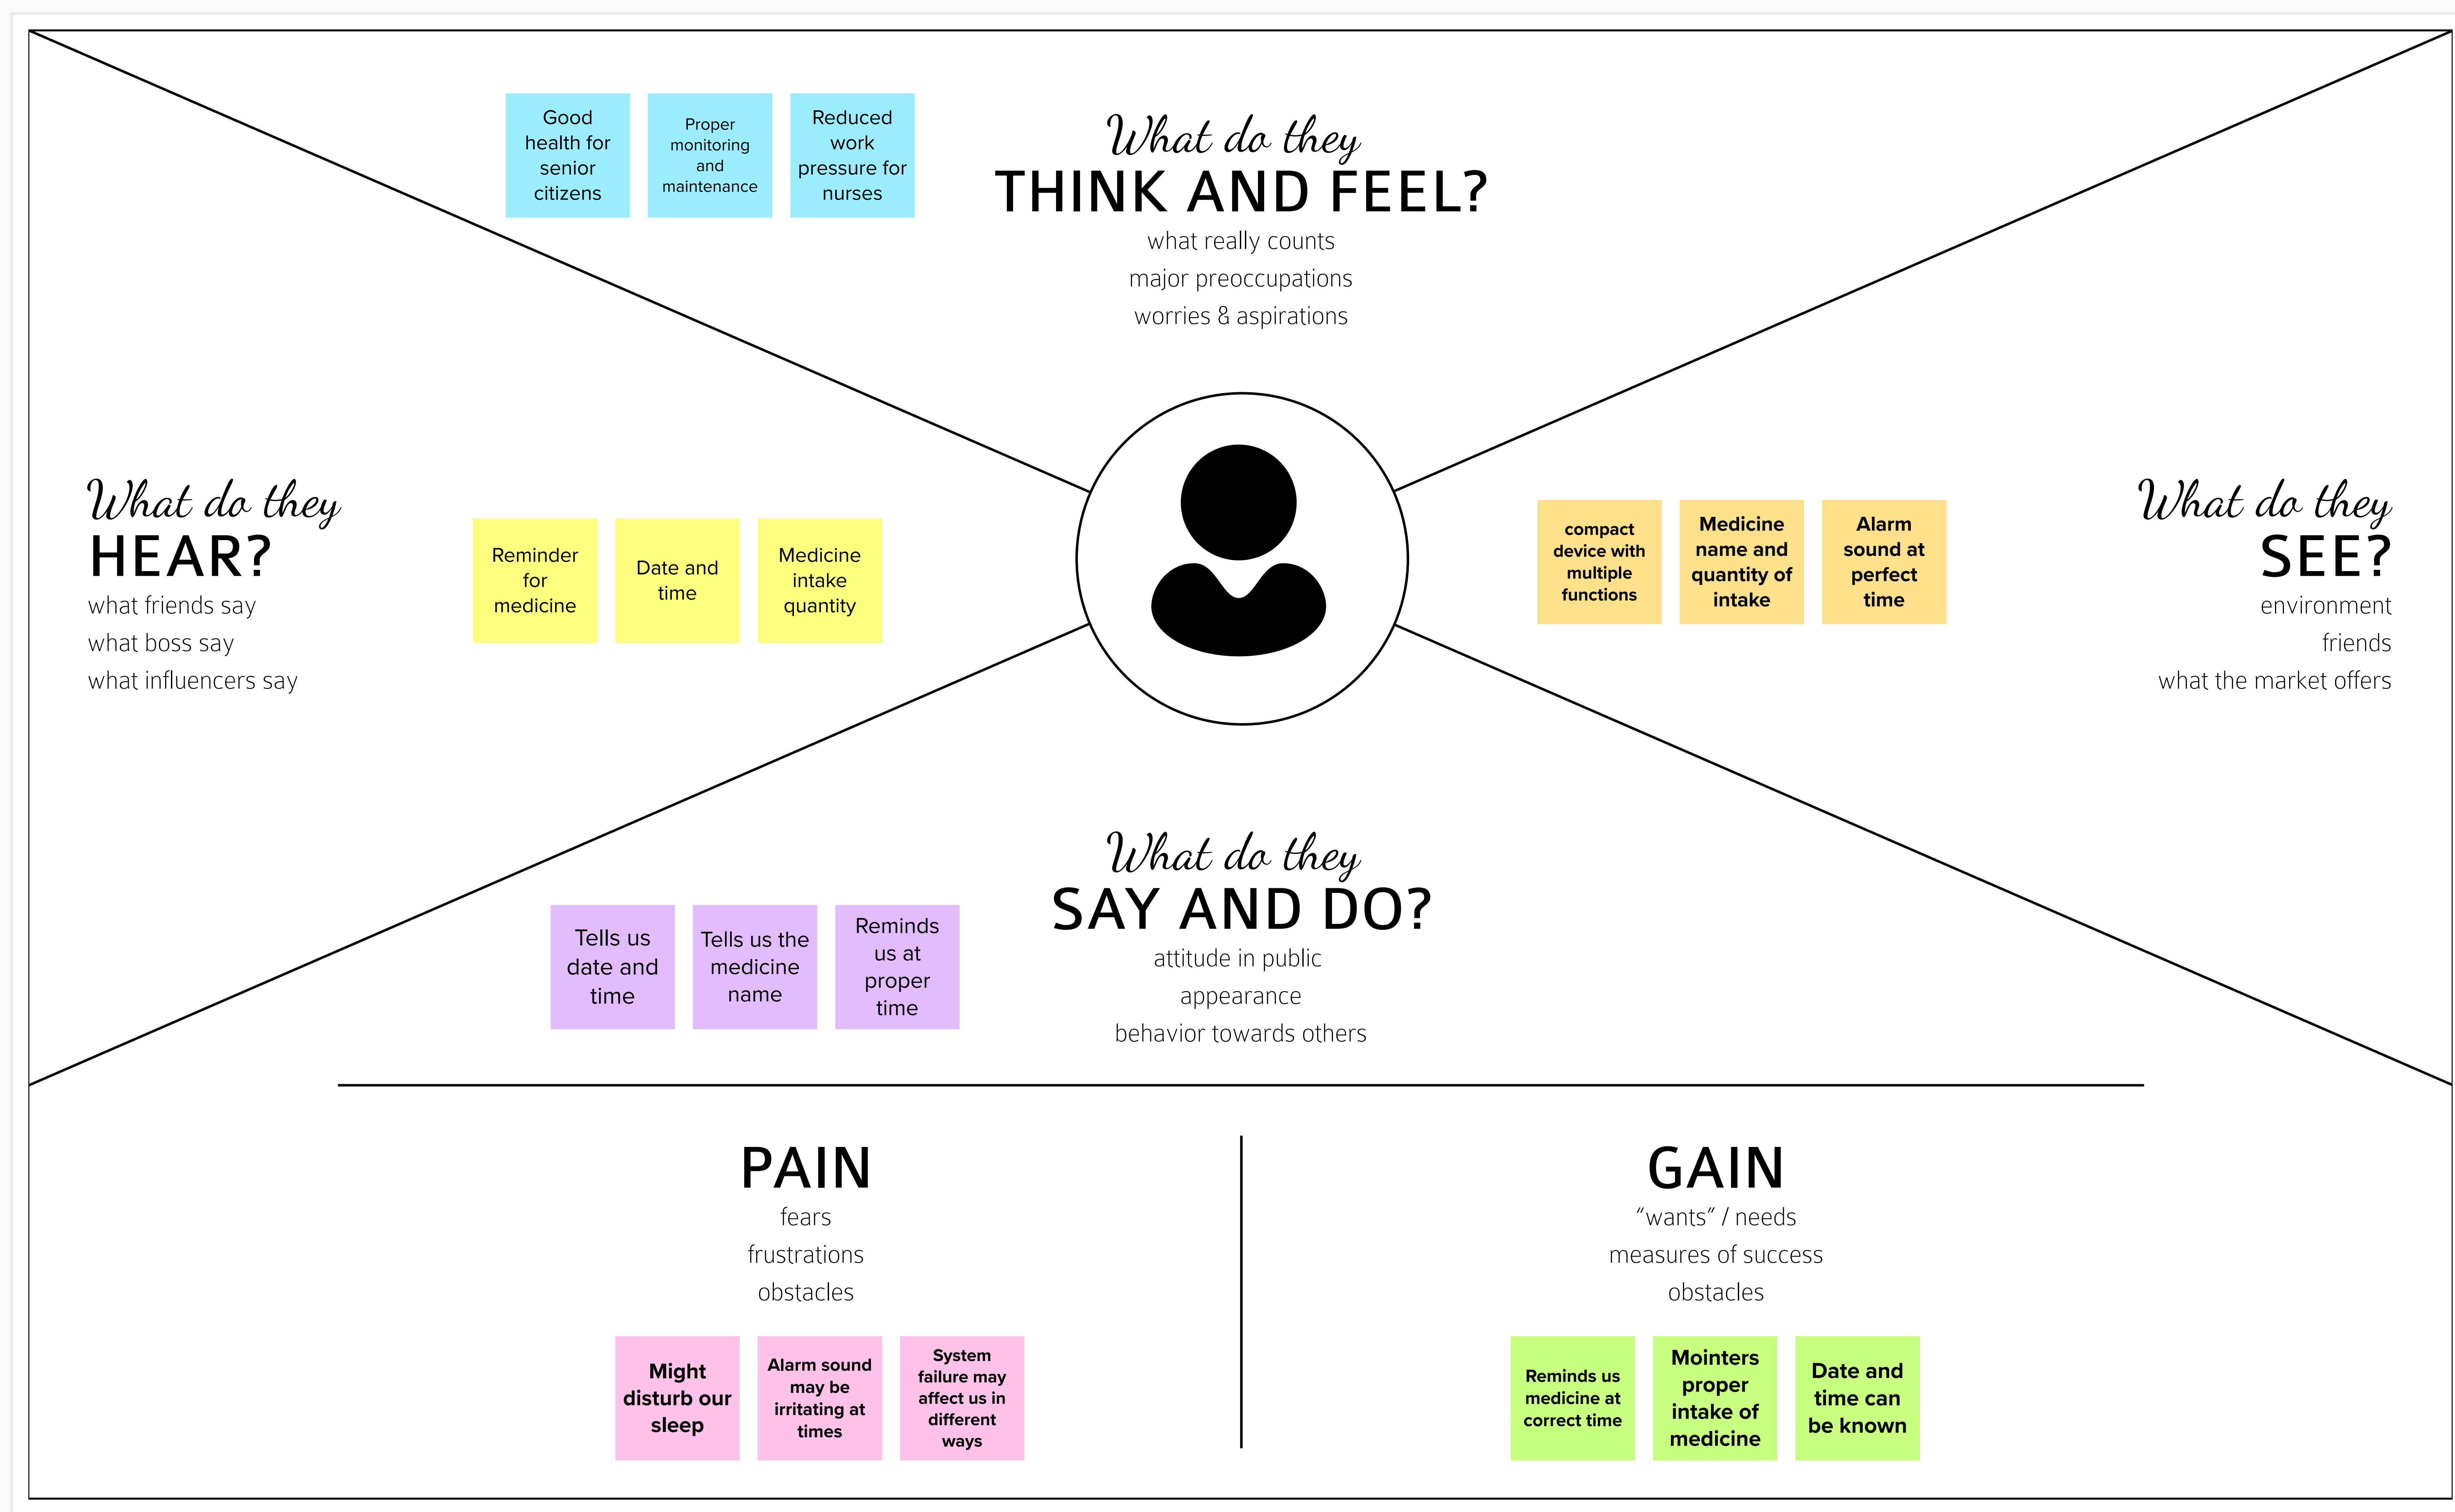 Good
health for
senior
citizens
Proper
monitoring
and
maintenance
Reduced
work
pressure for
nurses
What do they
THINK AND FEEL?
what really counts
major preoccupations
worries & aspirations
What do they
HEAR?
what friends say
what boss say
what influencers say
Reminder
for
medicine
Date and
time
Medicine
intake
quantity
compact
device with
multiple
functions
Medicine
name and
quantity of
intake
Alarm
sound at
perfect
time
What do they
SEE?
environment
friends
what the market offers
What do they
SAY AND DO?
attitude in public
appearance
behavior towards others
Tells us
date and
time
Tells us the
medicine
name
Reminds
us at
proper
time
PAIN
fears
frustrations
obstacles
Might
disturb our
sleep
Alarm sound
may be
irritating at
times
System
failure may
affect us in
different
ways
GAIN
“wants” / needs
measures of success
obstacles
Reminds us
medicine at
correct time
Mointers
proper
intake of
medicine
Date and
time can
be known